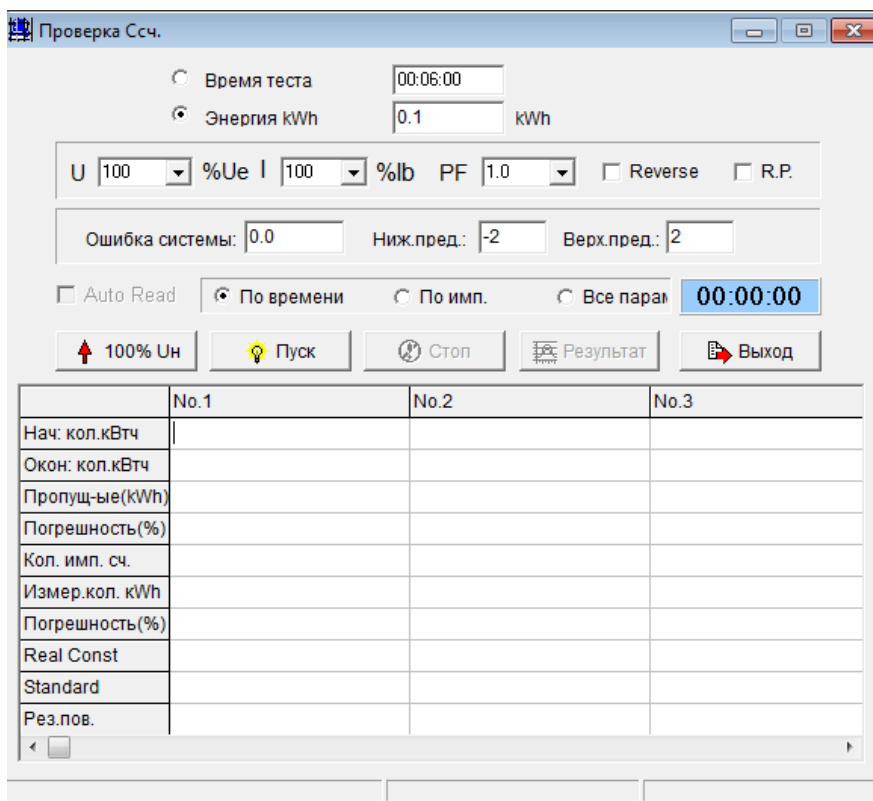 Проверка Ссч.
Время теста 00:06:00
Энергия kWh 0.1 kWh
U 100 %Ue I 100 %Ib PF 1.0 Reverse R.P.
Ошибка системы: 0.0 Ниж.пред.: -2 Верх.пред.: 2
Auto Read По времени По имп. Все парам 00:00:00
100% Uн Пуск Стоп Результат Выход
No.1 No.2 No.3
Нач: кол.кВтч
Окон: кол.кВтч
Пропущ-ые(kWh)
Погрешность(%)
Кол. имп. сч.
Измер.кол. kWh
Погрешность(%)
Real Const
Standard
Рез.пов.